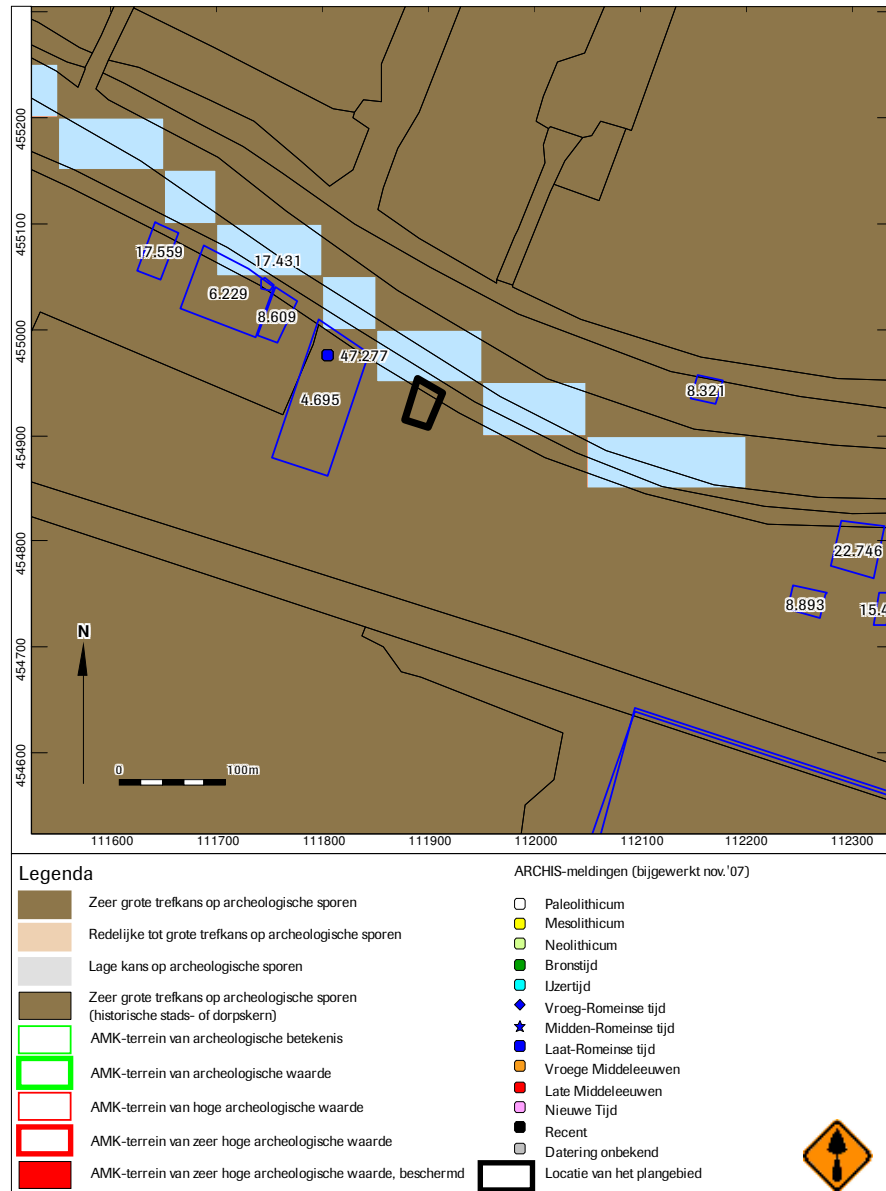 455200
455100
455000
454900
454800
454700
454600
17.559
17.431
6.229
8.609
47.277
4.695
8.321
22.746
8.893
15.4
N
0 100m
111600 111700 111800 111900 112000 112100 112200 112300
Legenda
Zeer grote trefkans op archeologische sporen
Redelijke tot grote trefkans op archeologische sporen
Lage kans op archeologische sporen
Zeer grote trefkans op archeologische sporen
(historische stads- of dorpskern)
AMK-terrein van archeologische betekenis
AMK-terrein van archeologische waarde
AMK-terrein van hoge archeologische waarde
AMK-terrein van zeer hoge archeologische waarde
AMK-terrein van zeer hoge archeologische waarde, beschermd
ARCHIS-meldingen (bijgewerkt nov.'07)
Paleolithicum
Mesolithicum
Neolithicum
Bronstijd
IJzertijd
Vroeg-Romeinse tijd
Midden-Romeinse tijd
Laat-Romeinse tijd
Vroege Middeleeuwen
Late Middeleeuwen
Nieuwe Tijd
Recent
Datering onbekend
Locatie van het plangebied